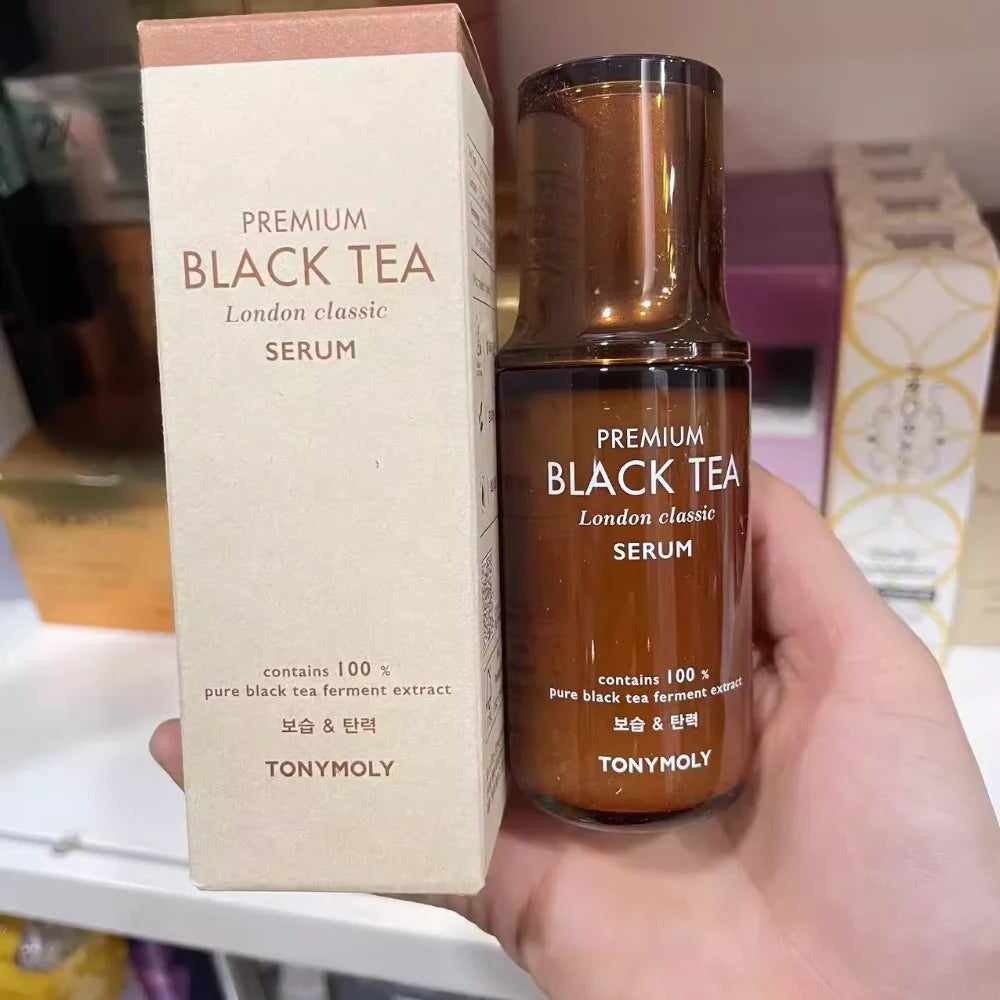 PREMIUM
BLACK TEA
London classic
SERUM
contains 100 %
pure black tea ferment extract
보습 & 탄력
TONYMOLY
PREMIUM
BLACK TEA
London classic
SERUM
contains 100 %
pure black tea ferment extract
보습 & 탄력
TONYMOLY
2X